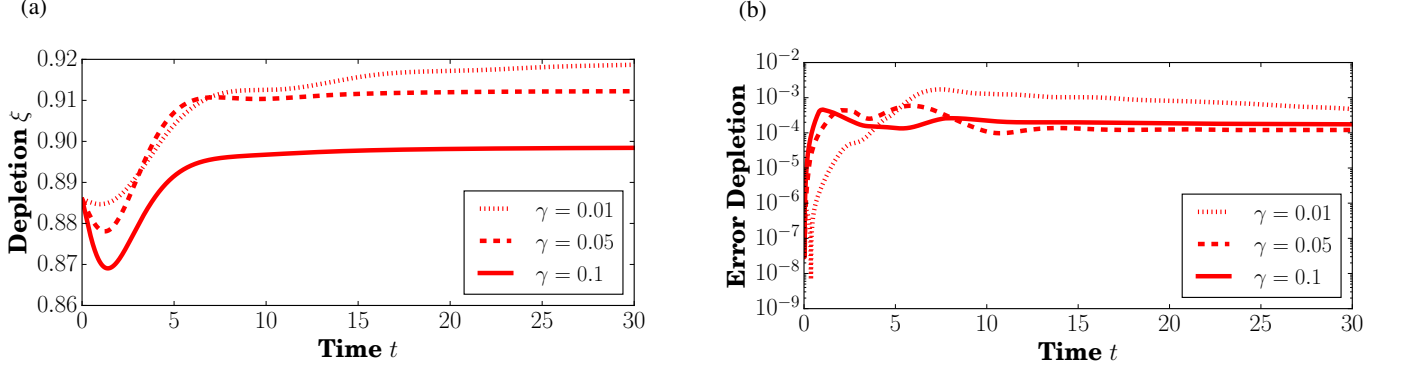 (a)
0.92
0.91
0.90
0.89
0.88
0.87
0.86
Depletion ξ
0
5
10
15
20
25
30
Time t
γ = 0.01
γ = 0.05
γ = 0.1
(b)
10⁻²
10⁻³
10⁻⁴
10⁻⁵
10⁻⁶
10⁻⁷
10⁻⁸
10⁻⁹
Error Depletion
0
5
10
15
20
25
30
Time t
γ = 0.01
γ = 0.05
γ = 0.1